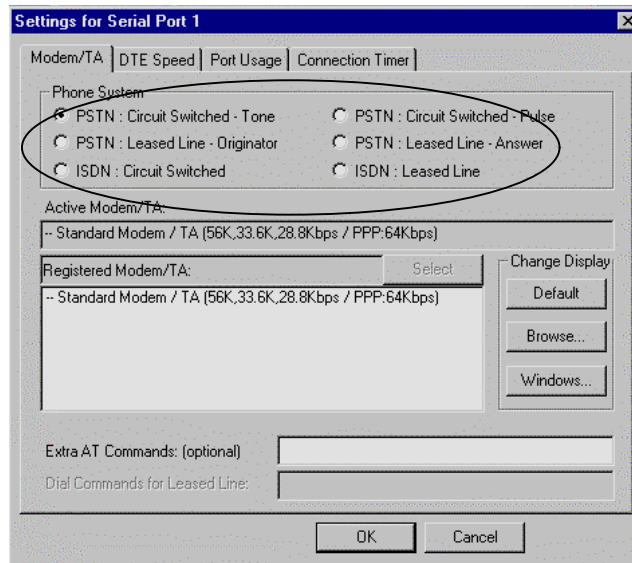 Settings for Serial Port 1
Modem/TA DTE Speed Port Usage Connection Timer
Phone System
PSTN : Circuit Switched - Tone PSTN : Circuit Switched - Pulse
PSTN : Leased Line - Originator PSTN : Leased Line - Answer
ISDN : Circuit Switched ISDN : Leased Line
Active Modem/TA:
-- Standard Modem / TA (56K,33.6K,28.8Kbps / PPP:64Kbps)
Registered Modem/TA: Select
-- Standard Modem / TA (56K,33.6K,28.8Kbps / PPP:64Kbps)
Change Display
Default
Browse...
Windows...
Extra AT Commands: (optional)
Dial Commands for Leased Line:
OK Cancel